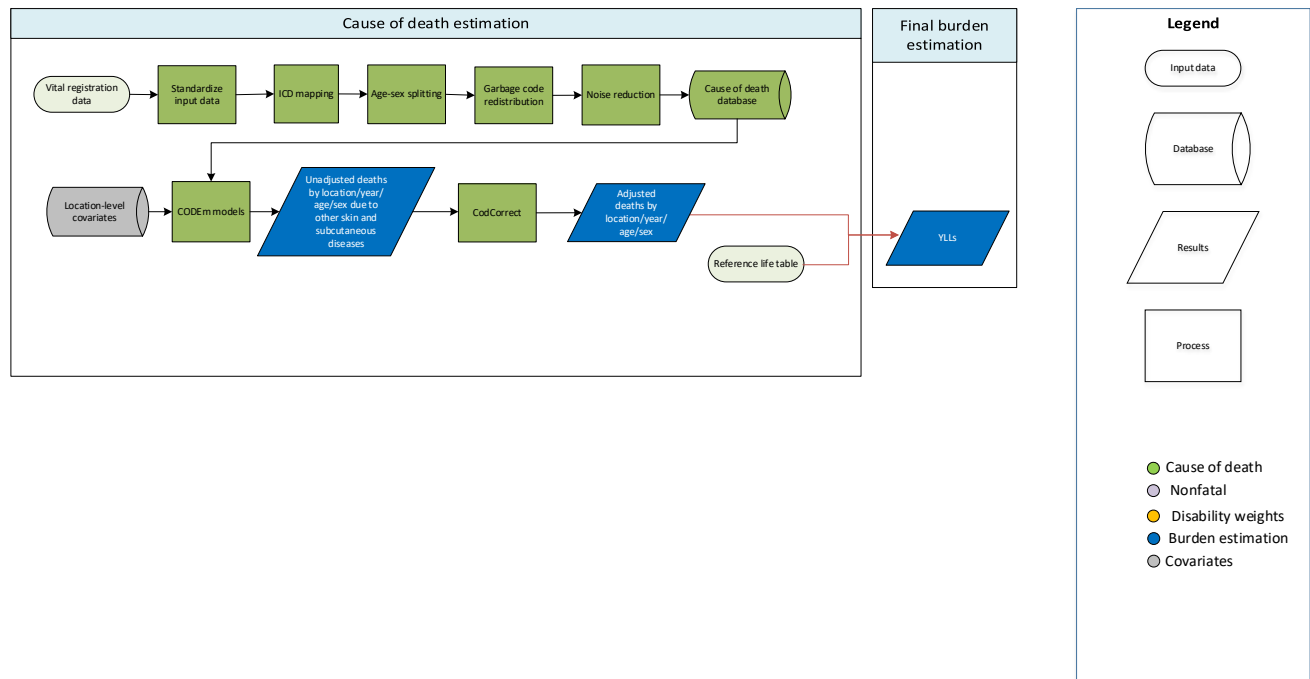 Cause of death estimation
Final burden
estimation
Legend
Vital registration
data
Standardize
input data
ICD mapping
Age-sex splitting
Garbage code
redistribution
Noise reduction
Cause of death
database
Location-level
covariates
CODEm models
Unadjusted deaths
by location/year/
age/sex due to
other skin and
subcutaneous
diseases
CodCorrect
Adjusted
deaths by
location/year/
age/sex
Reference life table
YLLs
Input data
Database
Results
Process
Cause of death
Nonfatal
Disability weights
Burden estimation
Covariates